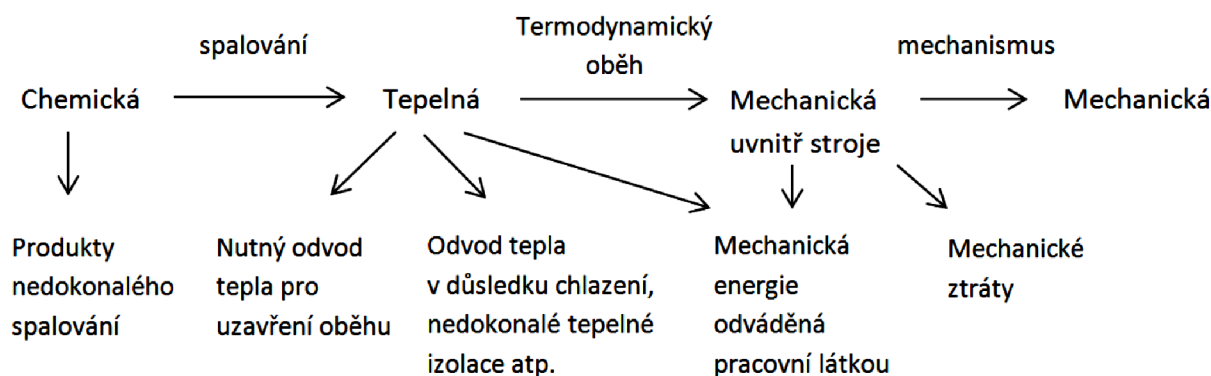 spalování
Termodynamický
oběh
mechanismus
Chemická
Tepelná
Mechanická
uvnitř stroje
Mechanická
Produkty
nedokonalého
spalování
Nutný odvod
tepla pro
uzavření oběhu
Odvod tepla
v důsledku chlazení,
nedokonalé tepelné
izolace atp.
Mechanická
energie
odváděná
pracovní látkou
Mechanické
ztráty